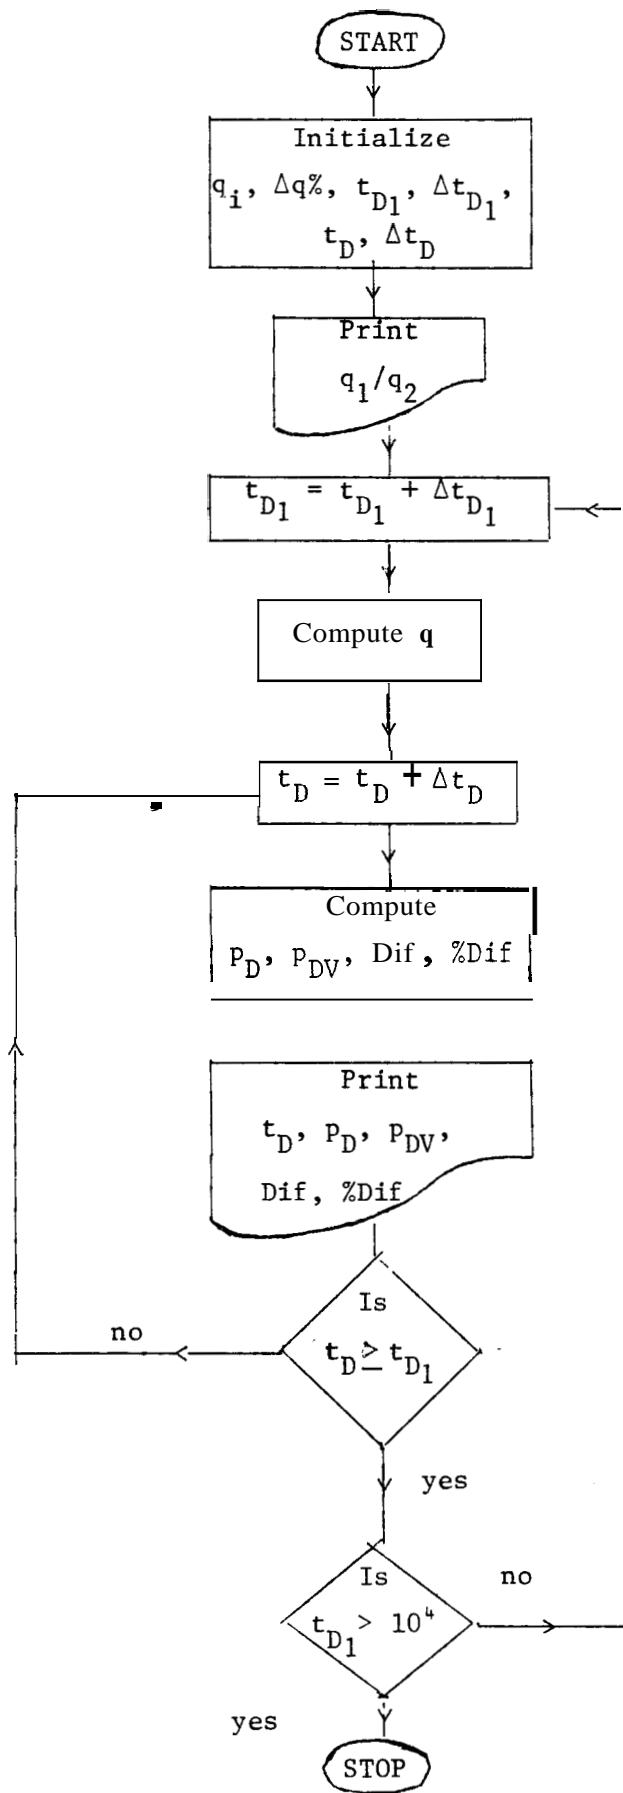 START
Initialize
q_i, Δq%, t_D1, Δt_D1,
t_D, Δt_D
Print
q_1/q_2
t_D1 = t_D1 + Δt_D1
Compute q
t_D = t_D + Δt_D
Compute
p_D, p_DV, Dif, %Dif
Print
t_D, p_D, p_DV,
Dif, %Dif
Is
t_D ≥ t_D1
no
yes
Is
t_D1 > 10⁴
no
yes
STOP